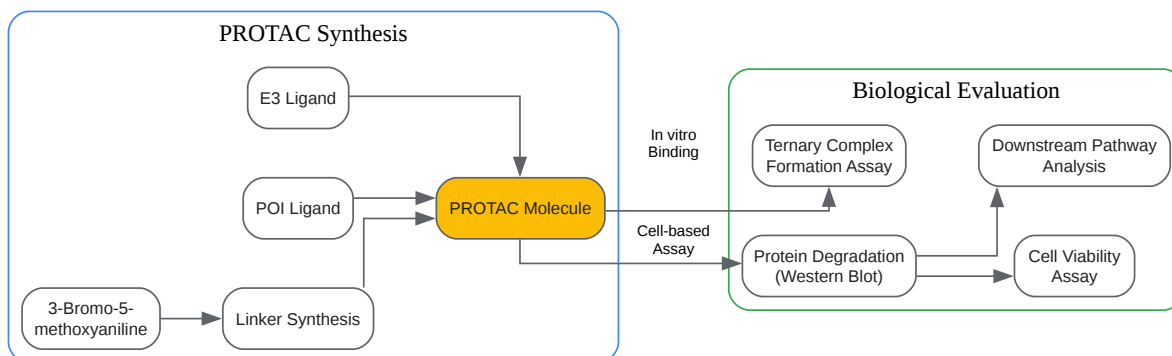 PROTAC Synthesis
E3 Ligand
POI Ligand
PROTAC Molecule
3-Bromo-5-
methoxyaniline
Linker Synthesis
In vitro
Binding
Cell-based
Assay
Biological Evaluation
Ternary Complex
Formation Assay
Downstream Pathway
Analysis
Protein Degradation
(Western Blot)
Cell Viability
Assay